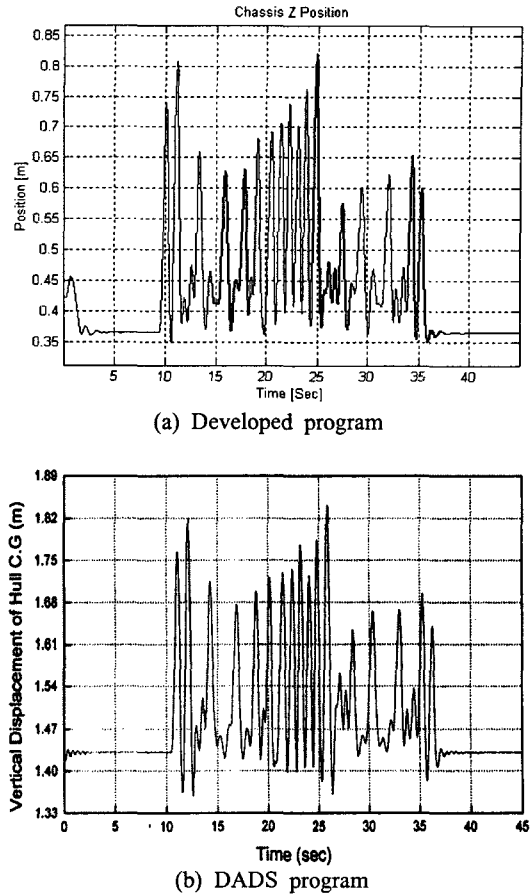 Chassis Z Position
0.85
0.8
0.75
0.7
0.65
0.6
0.55
0.5
0.45
0.4
0.35
Position [m]
5 10 15 20 25 30 35 40
Time [Sec]
(a) Developed program
1.89
1.82
1.75
1.68
1.61
1.54
1.47
1.40
1.33
Vertical Displacement of Hull C.G (m)
0 5 10 15 20 25 30 35 40 45
Time (sec)
(b) DADS program